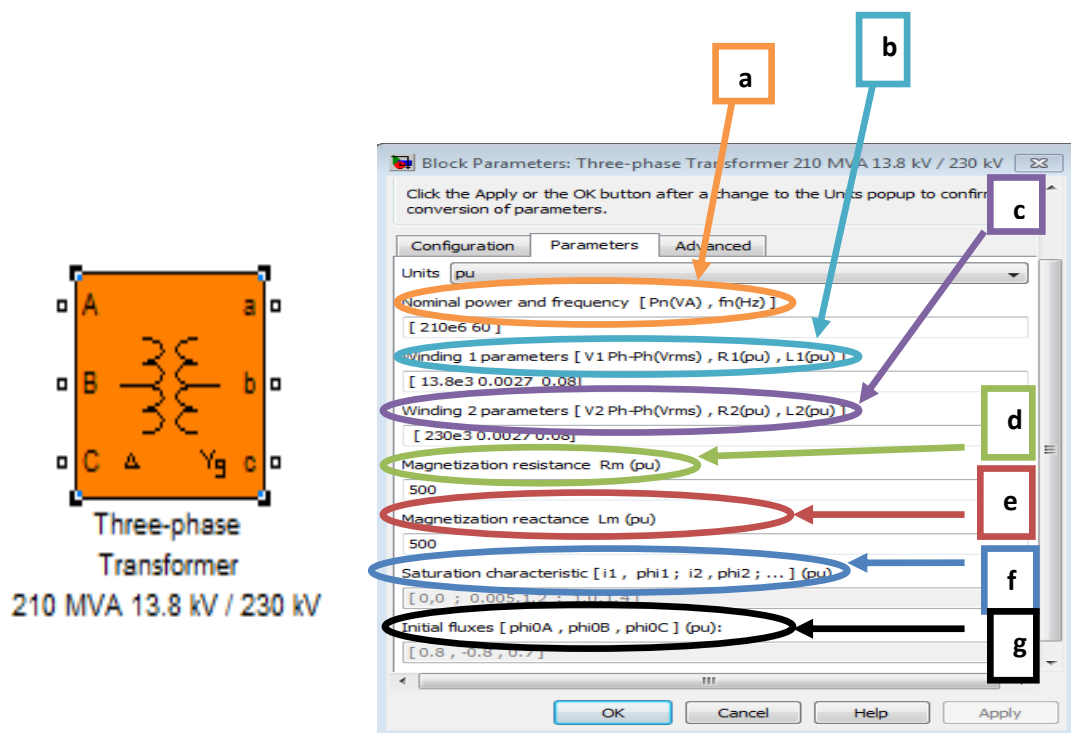 a
b
Block Parameters: Three-phase Transformer 210 MVA 13.8 kV / 230 kV
Click the Apply or the OK button after a change to the Units popup to confirm
conversion of parameters.
c
Configuration Parameters Advanced
Units pu
Nominal power and frequency [ Pn(VA) , fn(Hz) ]
[ 210e6 60 ]
Winding 1 parameters [ V1 Ph-Ph(Vrms) , R1(pu) , L1(pu) ]
[ 13.8e3 0.0027 0.08]
Winding 2 parameters [ V2 Ph-Ph(Vrms) , R2(pu) , L2(pu) ]
[ 230e3 0.0027 0.08]
d
Magnetization resistance Rm (pu)
500
e
Magnetization reactance Lm (pu)
500
Saturation characteristic [ i1 , phi1 ; i2 , phi2 ; ... ] (pu)
f
[ 0,0 ; 0.005,1.2 ; 1.0,1.4 ]
Initial fluxes [ phi0A , phi0B , phi0C ] (pu):
g
[ 0.8 , -0.8 , 0.7 ]
OK Cancel Help Apply
A a
B b
C Δ Yg c
Three-phase
Transformer
210 MVA 13.8 kV / 230 kV